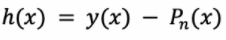 h(x) = y(x) − Pₙ(x)